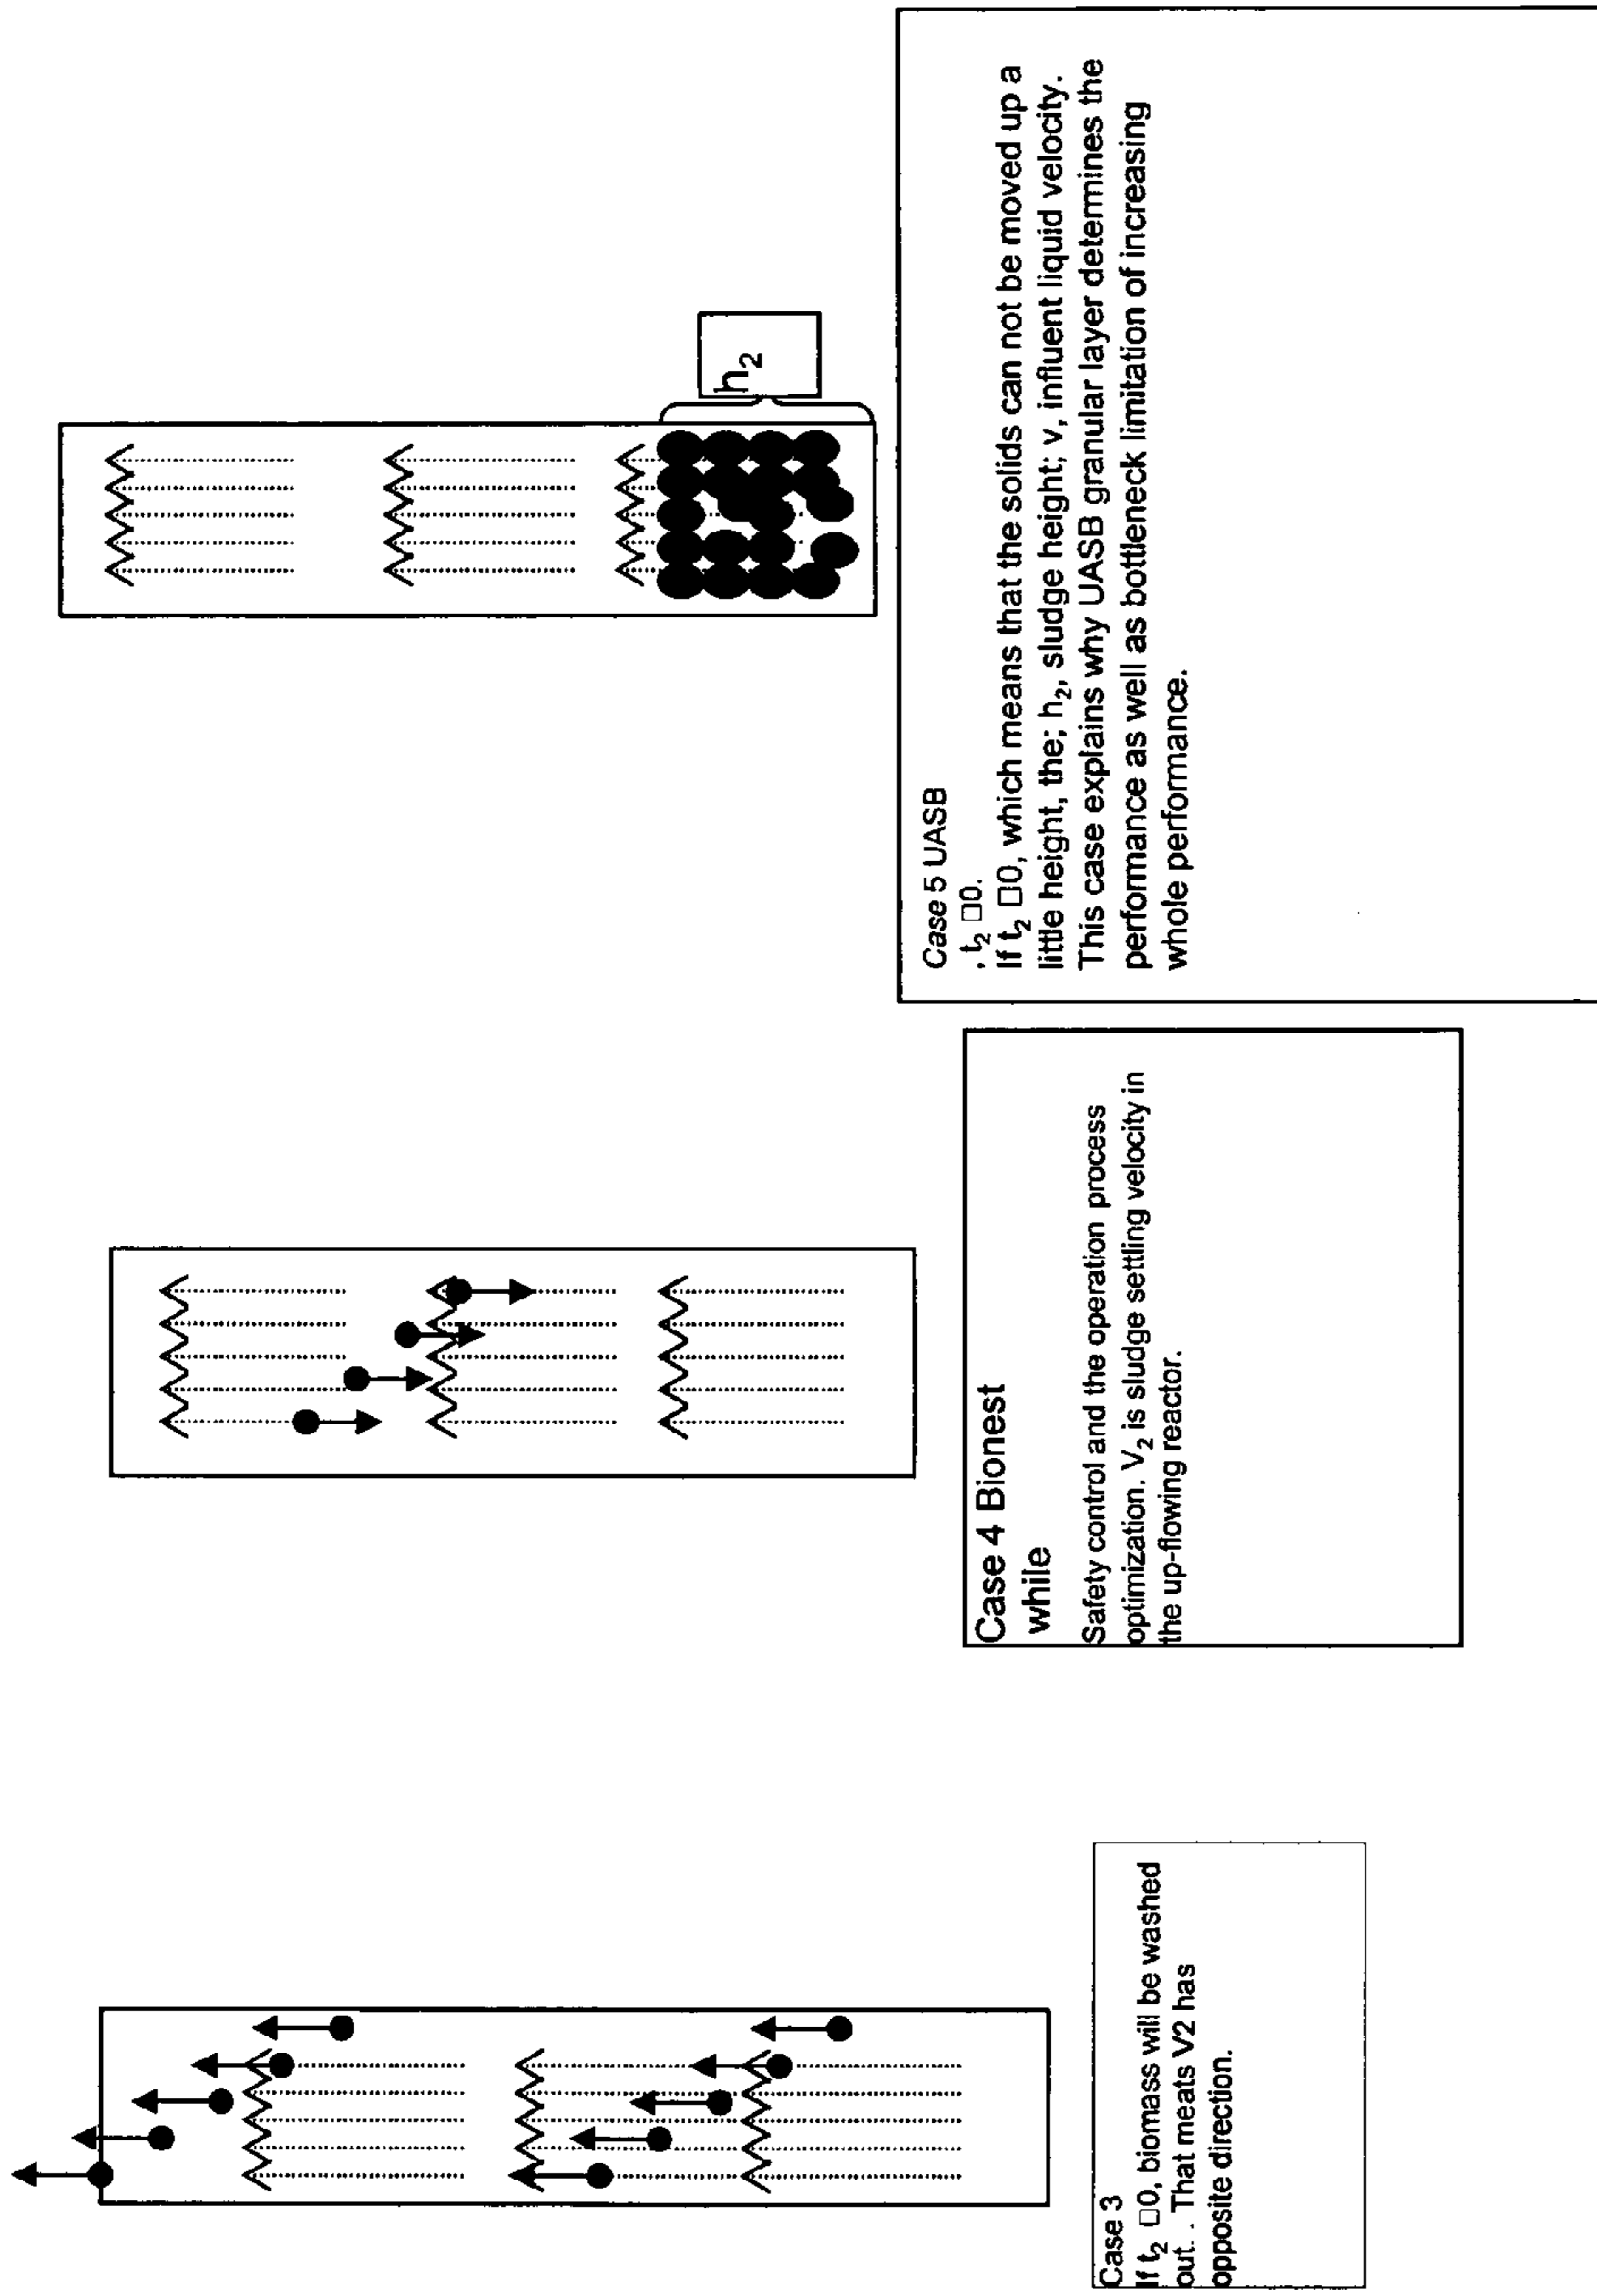 h₂
Case 5 UASB
, t₂ □0.
If t₂ □0, which means that the solids can not be moved up a
little height, the; h₂, sludge height; v, influent liquid velocity.
This case explains why UASB granular layer determines the
performance as well as bottleneck limitation of increasing
whole performance.
Case 4 Bionest
while
Safety control and the operation process
optimization. V₂ is sludge settling velocity in
the up-flowing reactor.
Case 3
If t₂ □0, biomass will be washed
out. . That meats V2 has
opposite direction.